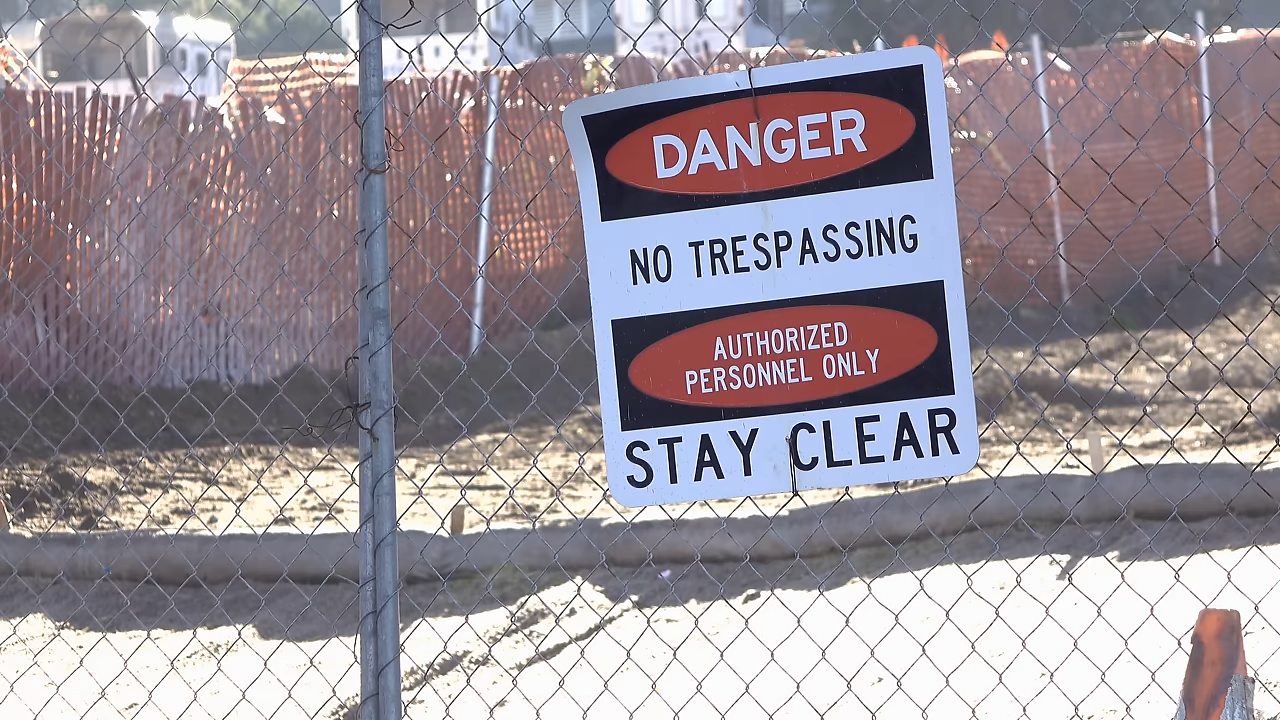 DANGER
NO TRESPASSING
AUTHORIZED
PERSONNEL ONLY
STAY CLEAR